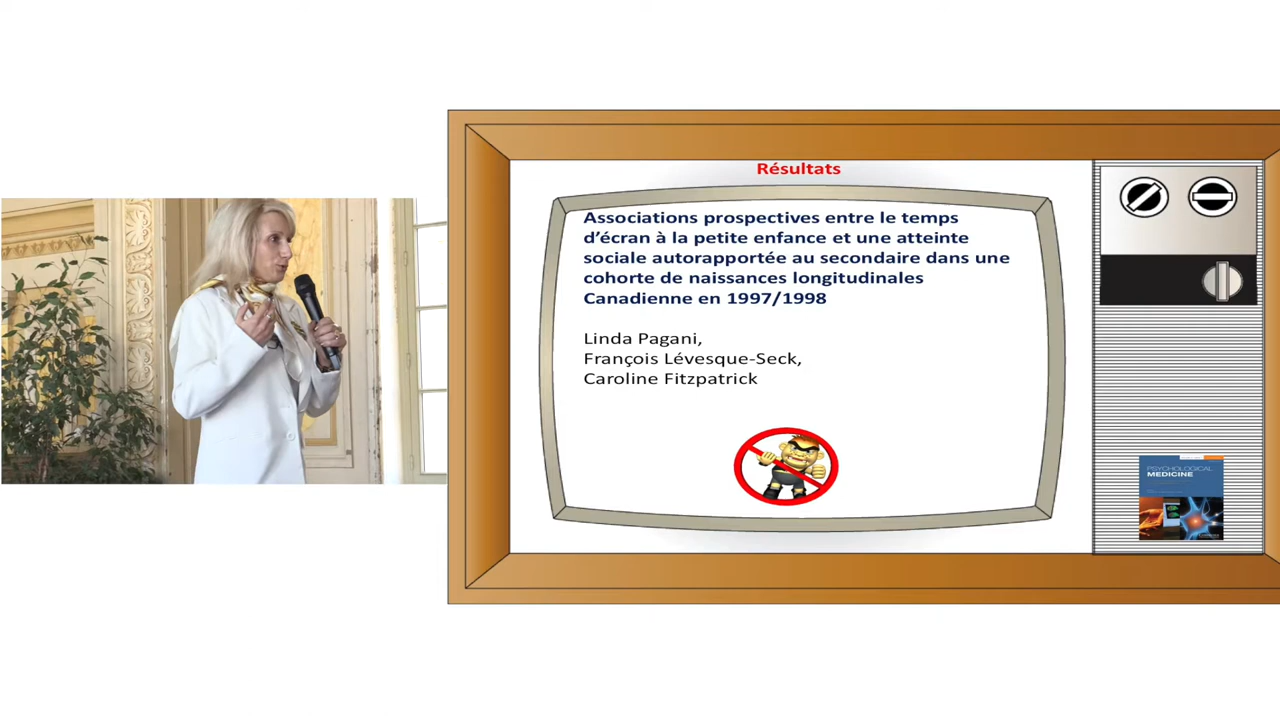 Résultats
Associations prospectives entre le temps
d’écran à la petite enfance et une atteinte
sociale autorapportée au secondaire dans une
cohorte de naissances longitudinales
Canadienne en 1997/1998
Linda Pagani,
François Lévesque-Seck,
Caroline Fitzpatrick
PSYCHOLOGICAL
MEDICINE